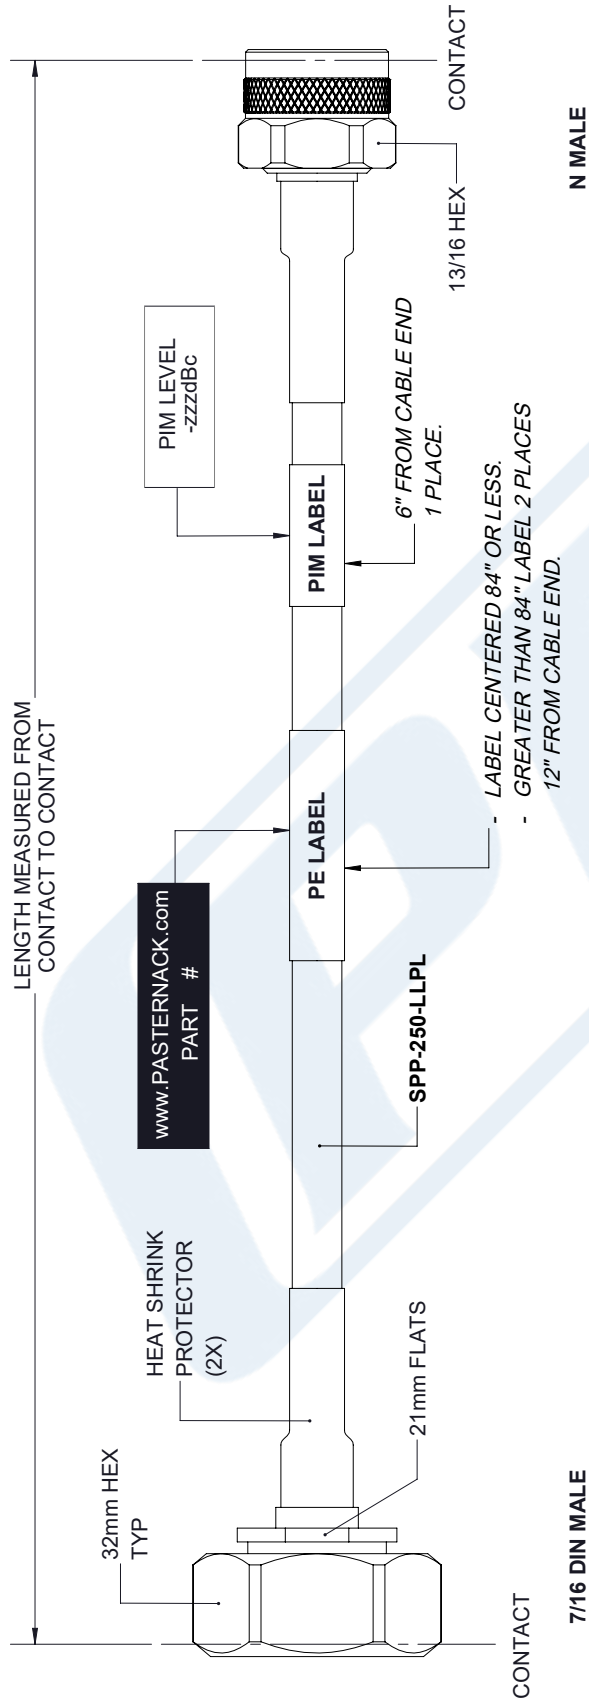 LENGTH MEASURED FROM
CONTACT TO CONTACT
www.PASTERNACK.com
PART #
PIM LEVEL
-zzzdBc
32mm HEX
TYP
HEAT SHRINK
PROTECTOR
(2X)
PE LABEL
PIM LABEL
21mm FLATS
SPP-250-LLPL
6" FROM CABLE END
1 PLACE.
13/16 HEX
CONTACT
- LABEL CENTERED 84" OR LESS.
- GREATER THAN 84" LABEL 2 PLACES
12" FROM CABLE END.
CONTACT
7/16 DIN MALE
N MALE